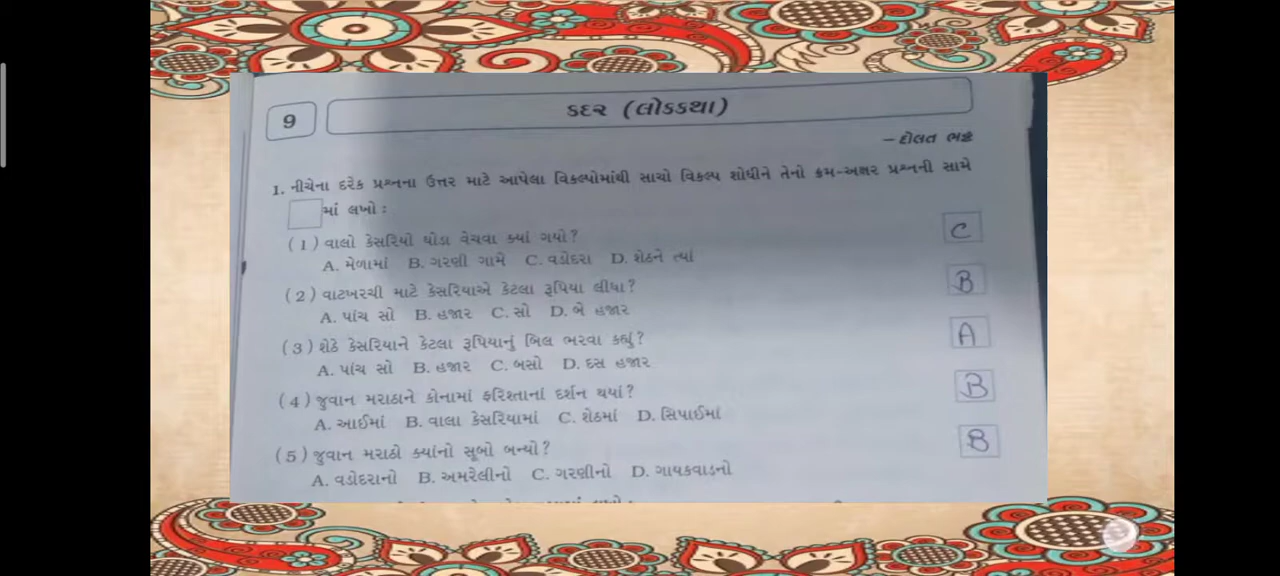 9
કદર (લોકકથા)
– દોલત ભટ્ટ
1. નીચેના દરેક પ્રશ્નના ઉત્તર માટે આપેલા વિકલ્પોમાંથી સાચો વિકલ્પ શોધીને તેનો ક્રમ-અક્ષર પ્રશ્નની સામે
માં લખો :
(1) વાલો કેસરિયો ઘોડા વેચવા ક્યાં ગયો? C
A. મેળામાં B. ગરણી ગામે C. વડોદરા D. શેઠને ત્યાં
(2) વાટખરચી માટે કેસરિયાએ કેટલા રૂપિયા લીધા? B
A. પાંચ સો B. હજાર C. સો D. બે હજાર
(3) શેઠે કેસરિયાને કેટલા રૂપિયાનું બિલ ભરવા કહ્યું? A
A. પાંચ સો B. હજાર C. બસો D. દસ હજાર
(4) જુવાન મરાઠાને કોનામાં ફરિશ્તાનાં દર્શન થયાં? B
A. આઈમાં B. વાલા કેસરિયામાં C. શેઠમાં D. સિપાઈમાં
(5) જુવાન મરાઠો ક્યાંનો સૂબો બન્યો? B
A. વડોદરાનો B. અમરેલીનો C. ગરણીનો D. ગાયકવાડનો